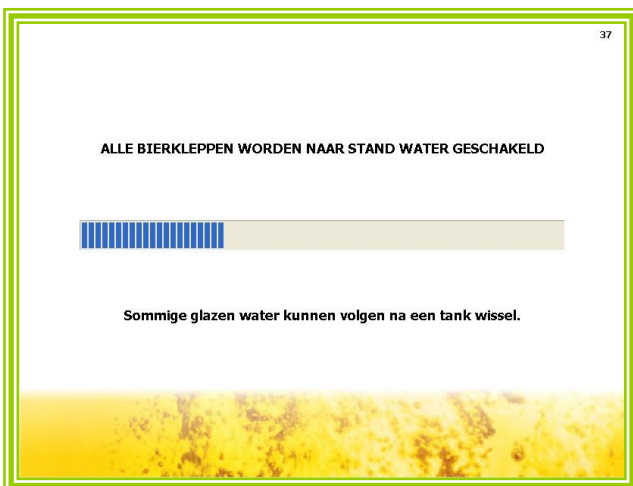 37
ALLE BIERKLEPPEN WORDEN NAAR STAND WATER GESCHAKELD
Sommige glazen water kunnen volgen na een tank wissel.